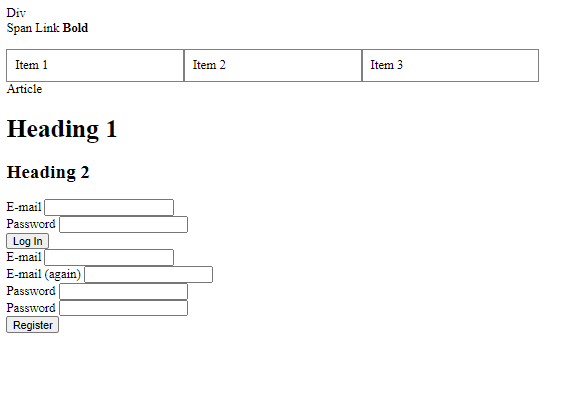 Div
Span Link Bold
Item 1 Item 2 Item 3
Article
Heading 1
Heading 2
E-mail
Password
Log In
E-mail
E-mail (again)
Password
Password
Register